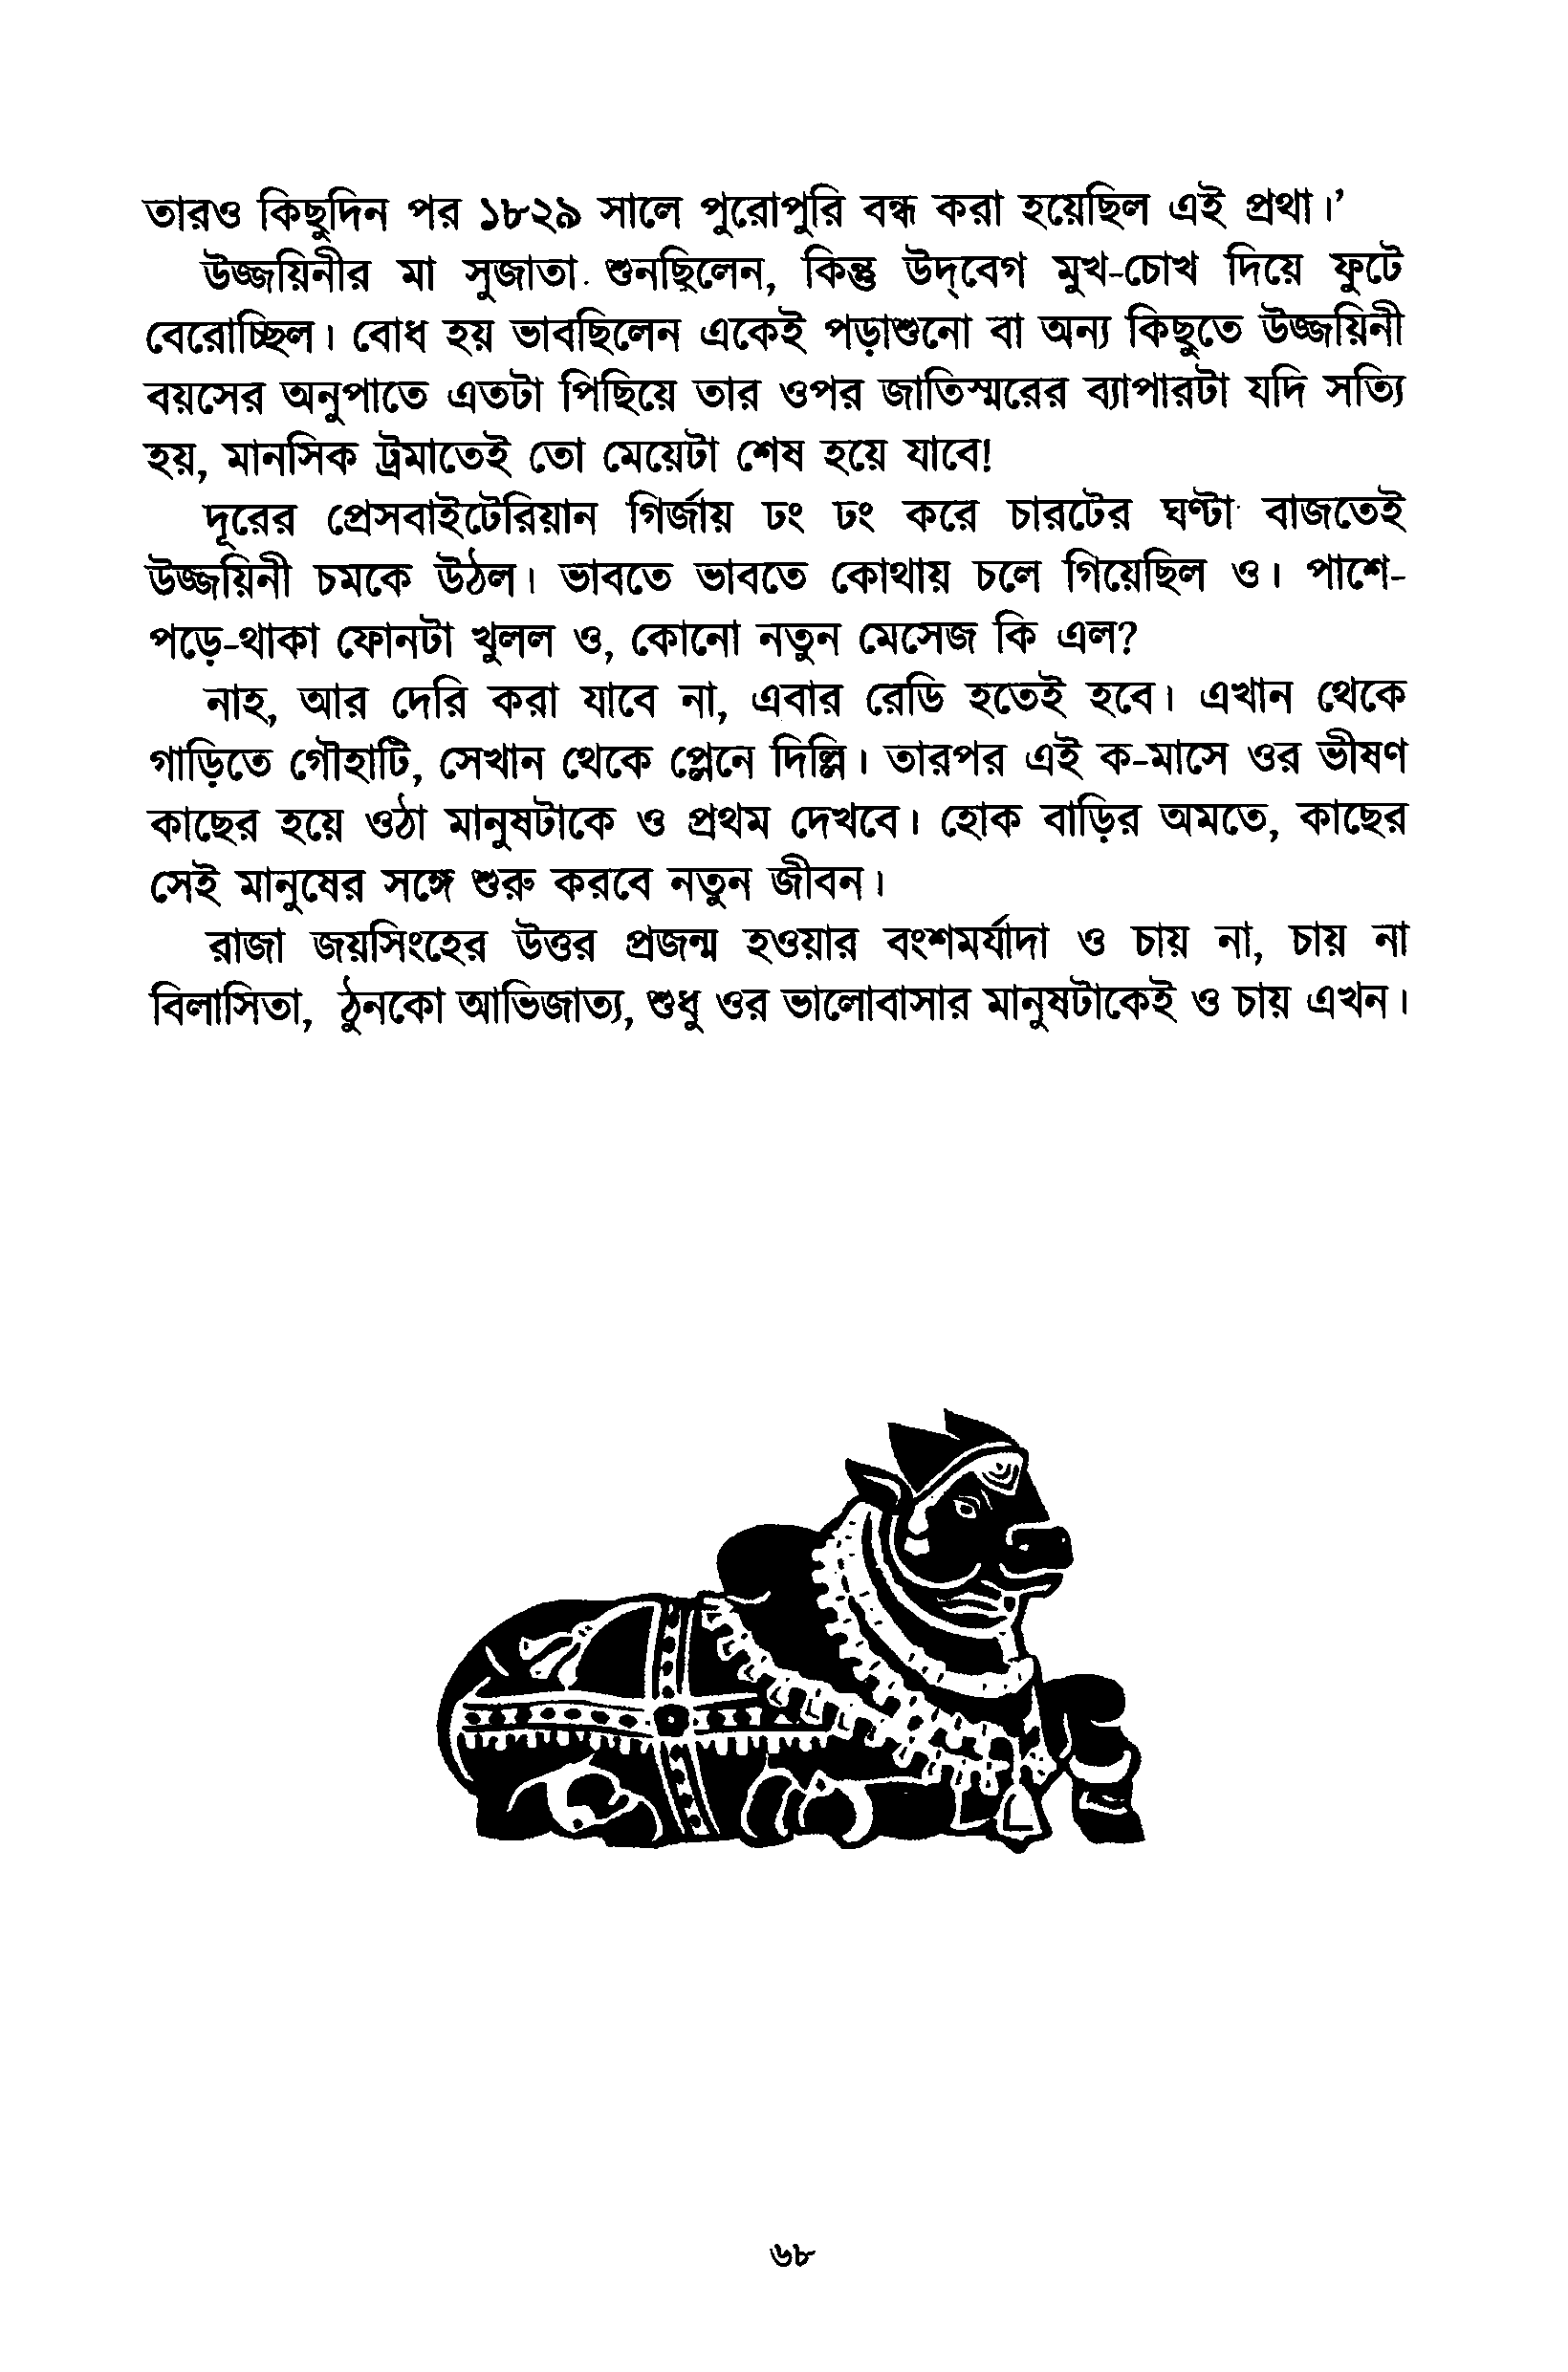 তারও কিছুদিন পর ১৮২৯ সালে পুরোপুরি বন্ধ করা হয়েছিল এই প্রথা।’
উজ্জয়িনীর মা সুজাতা শুনছিলেন, কিন্তু উদ্‌বেগ মুখ-চোখ দিয়ে ফুটে
বেরোচ্ছিল। বোধ হয় ভাবছিলেন একেই পড়াশুনো বা অন্য কিছুতে উজ্জয়িনী
বয়সের অনুপাতে এতটা পিছিয়ে তার ওপর জাতিস্মরের ব্যাপারটা যদি সত্যি
হয়, মানসিক ট্রমাতেই তো মেয়েটা শেষ হয়ে যাবে!
দূরের প্রেসবাইটেরিয়ান গির্জায় ঢং ঢং করে চারটের ঘণ্টা বাজতেই
উজ্জয়িনী চমকে উঠল। ভাবতে ভাবতে কোথায় চলে গিয়েছিল ও। পাশে-
পড়ে-থাকা ফোনটা খুলল ও, কোনো নতুন মেসেজ কি এল?
নাহ, আর দেরি করা যাবে না, এবার রেডি হতেই হবে। এখান থেকে
গাড়িতে গৌহাটি, সেখান থেকে প্লেনে দিল্লি। তারপর এই ক-মাসে ওর ভীষণ
কাছের হয়ে ওঠা মানুষটাকে ও প্রথম দেখবে। হোক বাড়ির অমতে, কাছের
সেই মানুষের সঙ্গে শুরু করবে নতুন জীবন।
রাজা জয়সিংহের উত্তর প্রজন্ম হওয়ার বংশমর্যাদা ও চায় না, চায় না
বিলাসিতা, ঠুনকো আভিজাত্য, শুধু ওর ভালোবাসার মানুষটাকেই ও চায় এখন।
৬৮